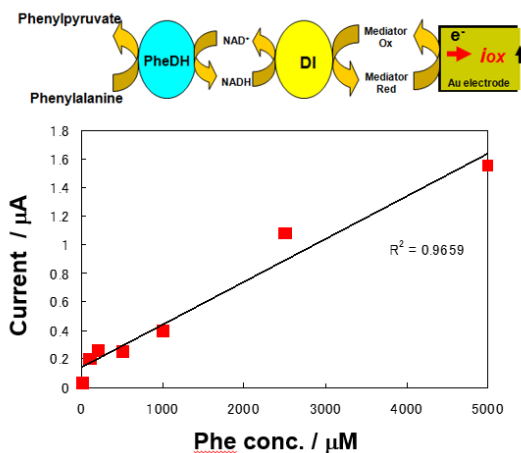 Phenylpyruvate
Phenylalanine
PheDH
NAD⁺
NADH
DI
Mediator
Ox
Mediator
Red
e⁻
iox
Au electrode
1.8
1.6
1.4
1.2
1
0.8
0.6
0.4
0.2
0
Current / μA
R² = 0.9659
0 1000 2000 3000 4000 5000
Phe conc. / μM